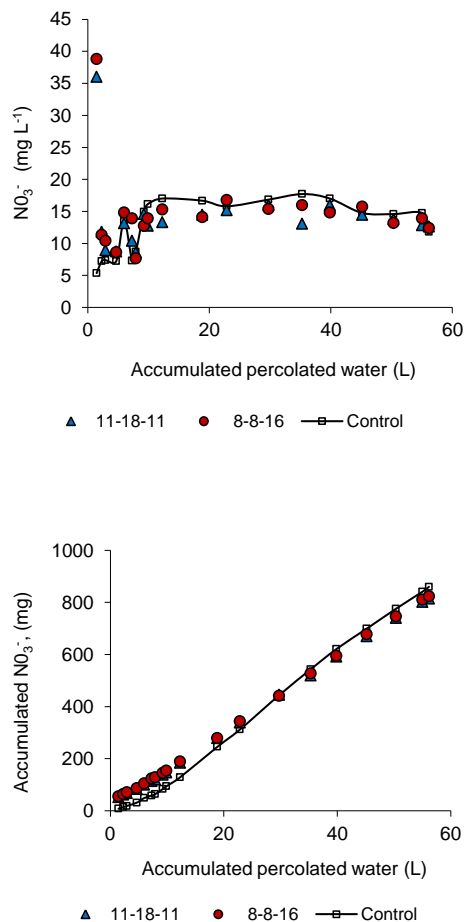 45
40
35
30
25
20
15
10
5
0
N0₃⁻ (mg L⁻¹)
0 20 40 60
Accumulated percolated water (L)
11-18-11 8-8-16 Control
1000
800
600
400
200
0
Accumulated N0₃⁻, (mg)
0 20 40 60
Accumulated percolated water (L)
11-18-11 8-8-16 Control